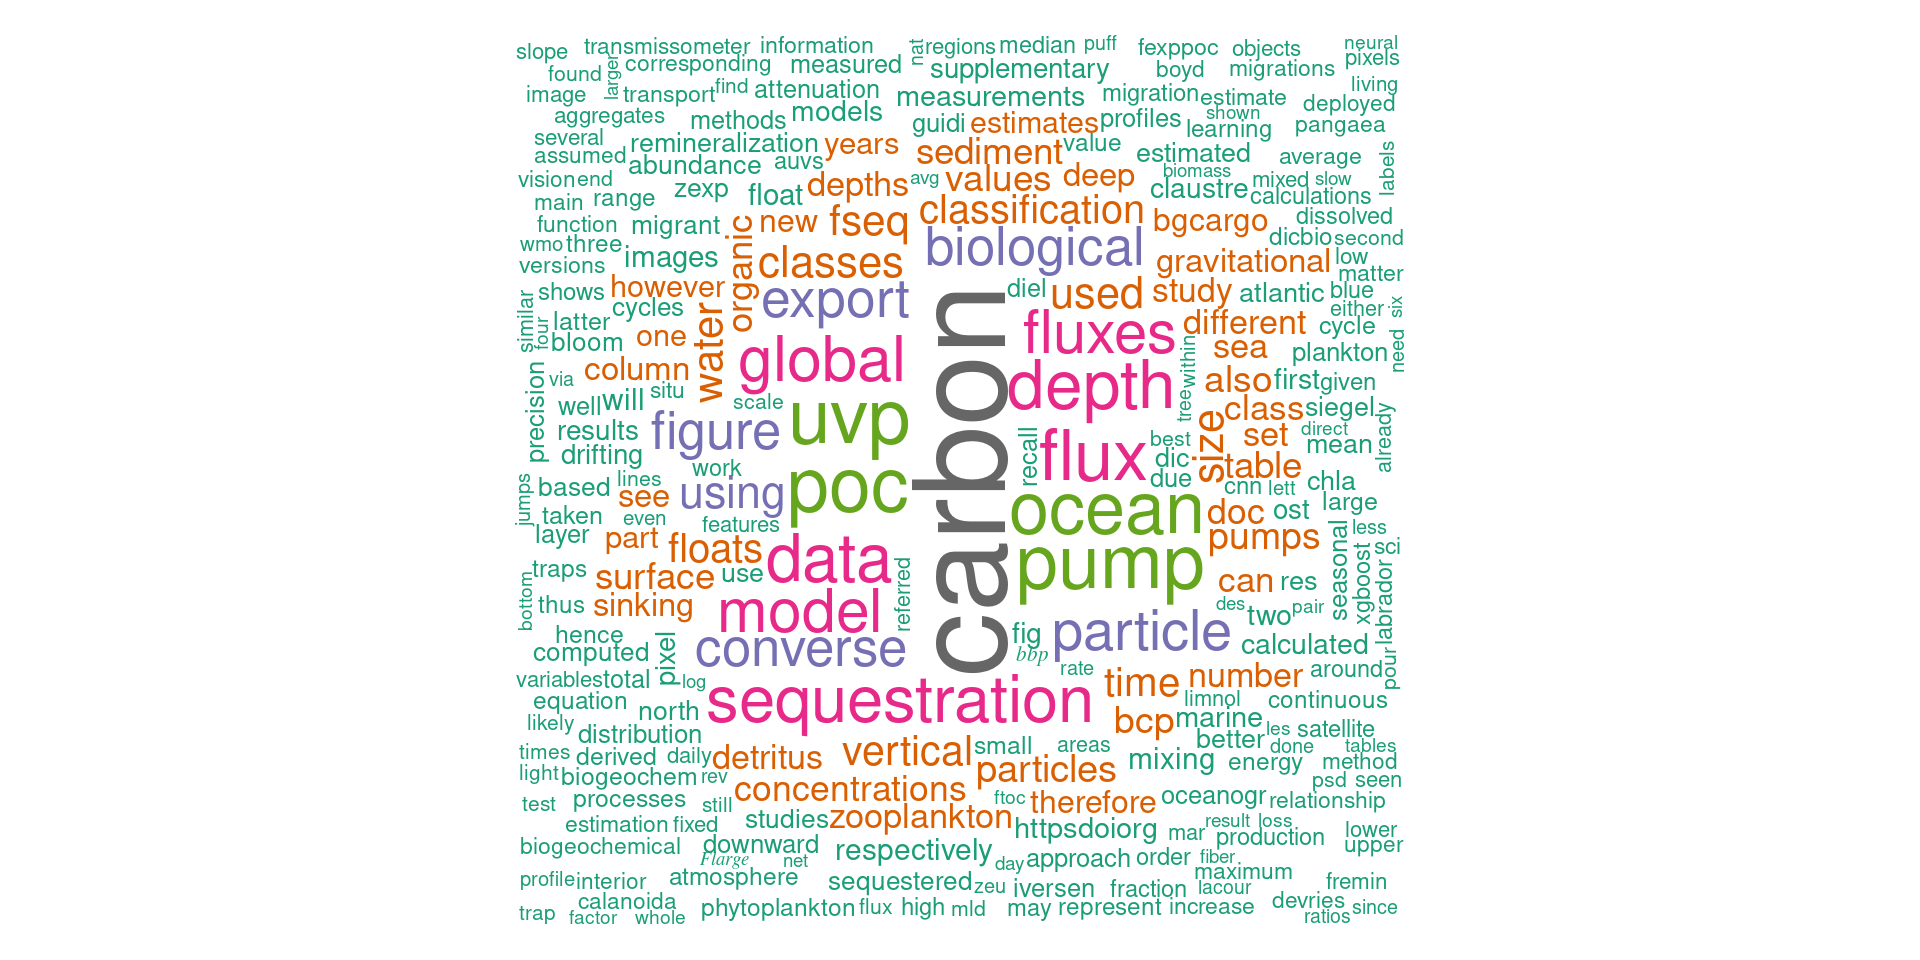 slope transmissometer information nat regions median puff fexppoc objects neural
found larger corresponding measured supplementary boyd migrations pixels
image transport find attenuation measurements migration estimate deployed living
aggregates methods models guidi estimates profiles shown learning pangaea
several remineralization years sediment value estimated average labels
assumed abundance auvs biomass
vision end zexp float depths avg values deep claustre mixed slow
main range classification calculations
function migrant organic new fseq bgcargo dissolved
wmo three biological dicbio second
versions images classes gravitational low matter
similar shows however export diel used study atlantic blue
cycles either six
four latter one water global carbon fluxes different cycle need
bloom sea plankton
column depth within also first given
precision via situ scale tree
well will uvp class siegel already
results figure recall flux best size set direct mean
drifting dic
work poc due table
jumps based lines see using cnn lett chla
taken even features ocean doc ost large
layer part floats pumps seasonal less
data pump xgboost sci
bottom traps surface use referred can res labrador
thus sinking model des two pair
hence converse fig particle calculated
computed pixel bbp
variables total log rate time number around pour
equation north sequestration limnol continuous
likely bcp marine
distribution better les satellite
times derived daily detritus vertical small areas mixing energy done tables
light biogeochem rev particles method
concentrations psd seen
test processes still ftoc therefore oceanogr relationship
estimation fixed studies zooplankton httpsdoiorg mar result loss
biogeochemical downward respectively production lower
Flarge net day approach order fiber upper
profile interior atmosphere sequestered zeu iversen fraction maximum lacour fremin
calanoida devries
trap factor whole phytoplankton flux high mld may represent increase ratios since